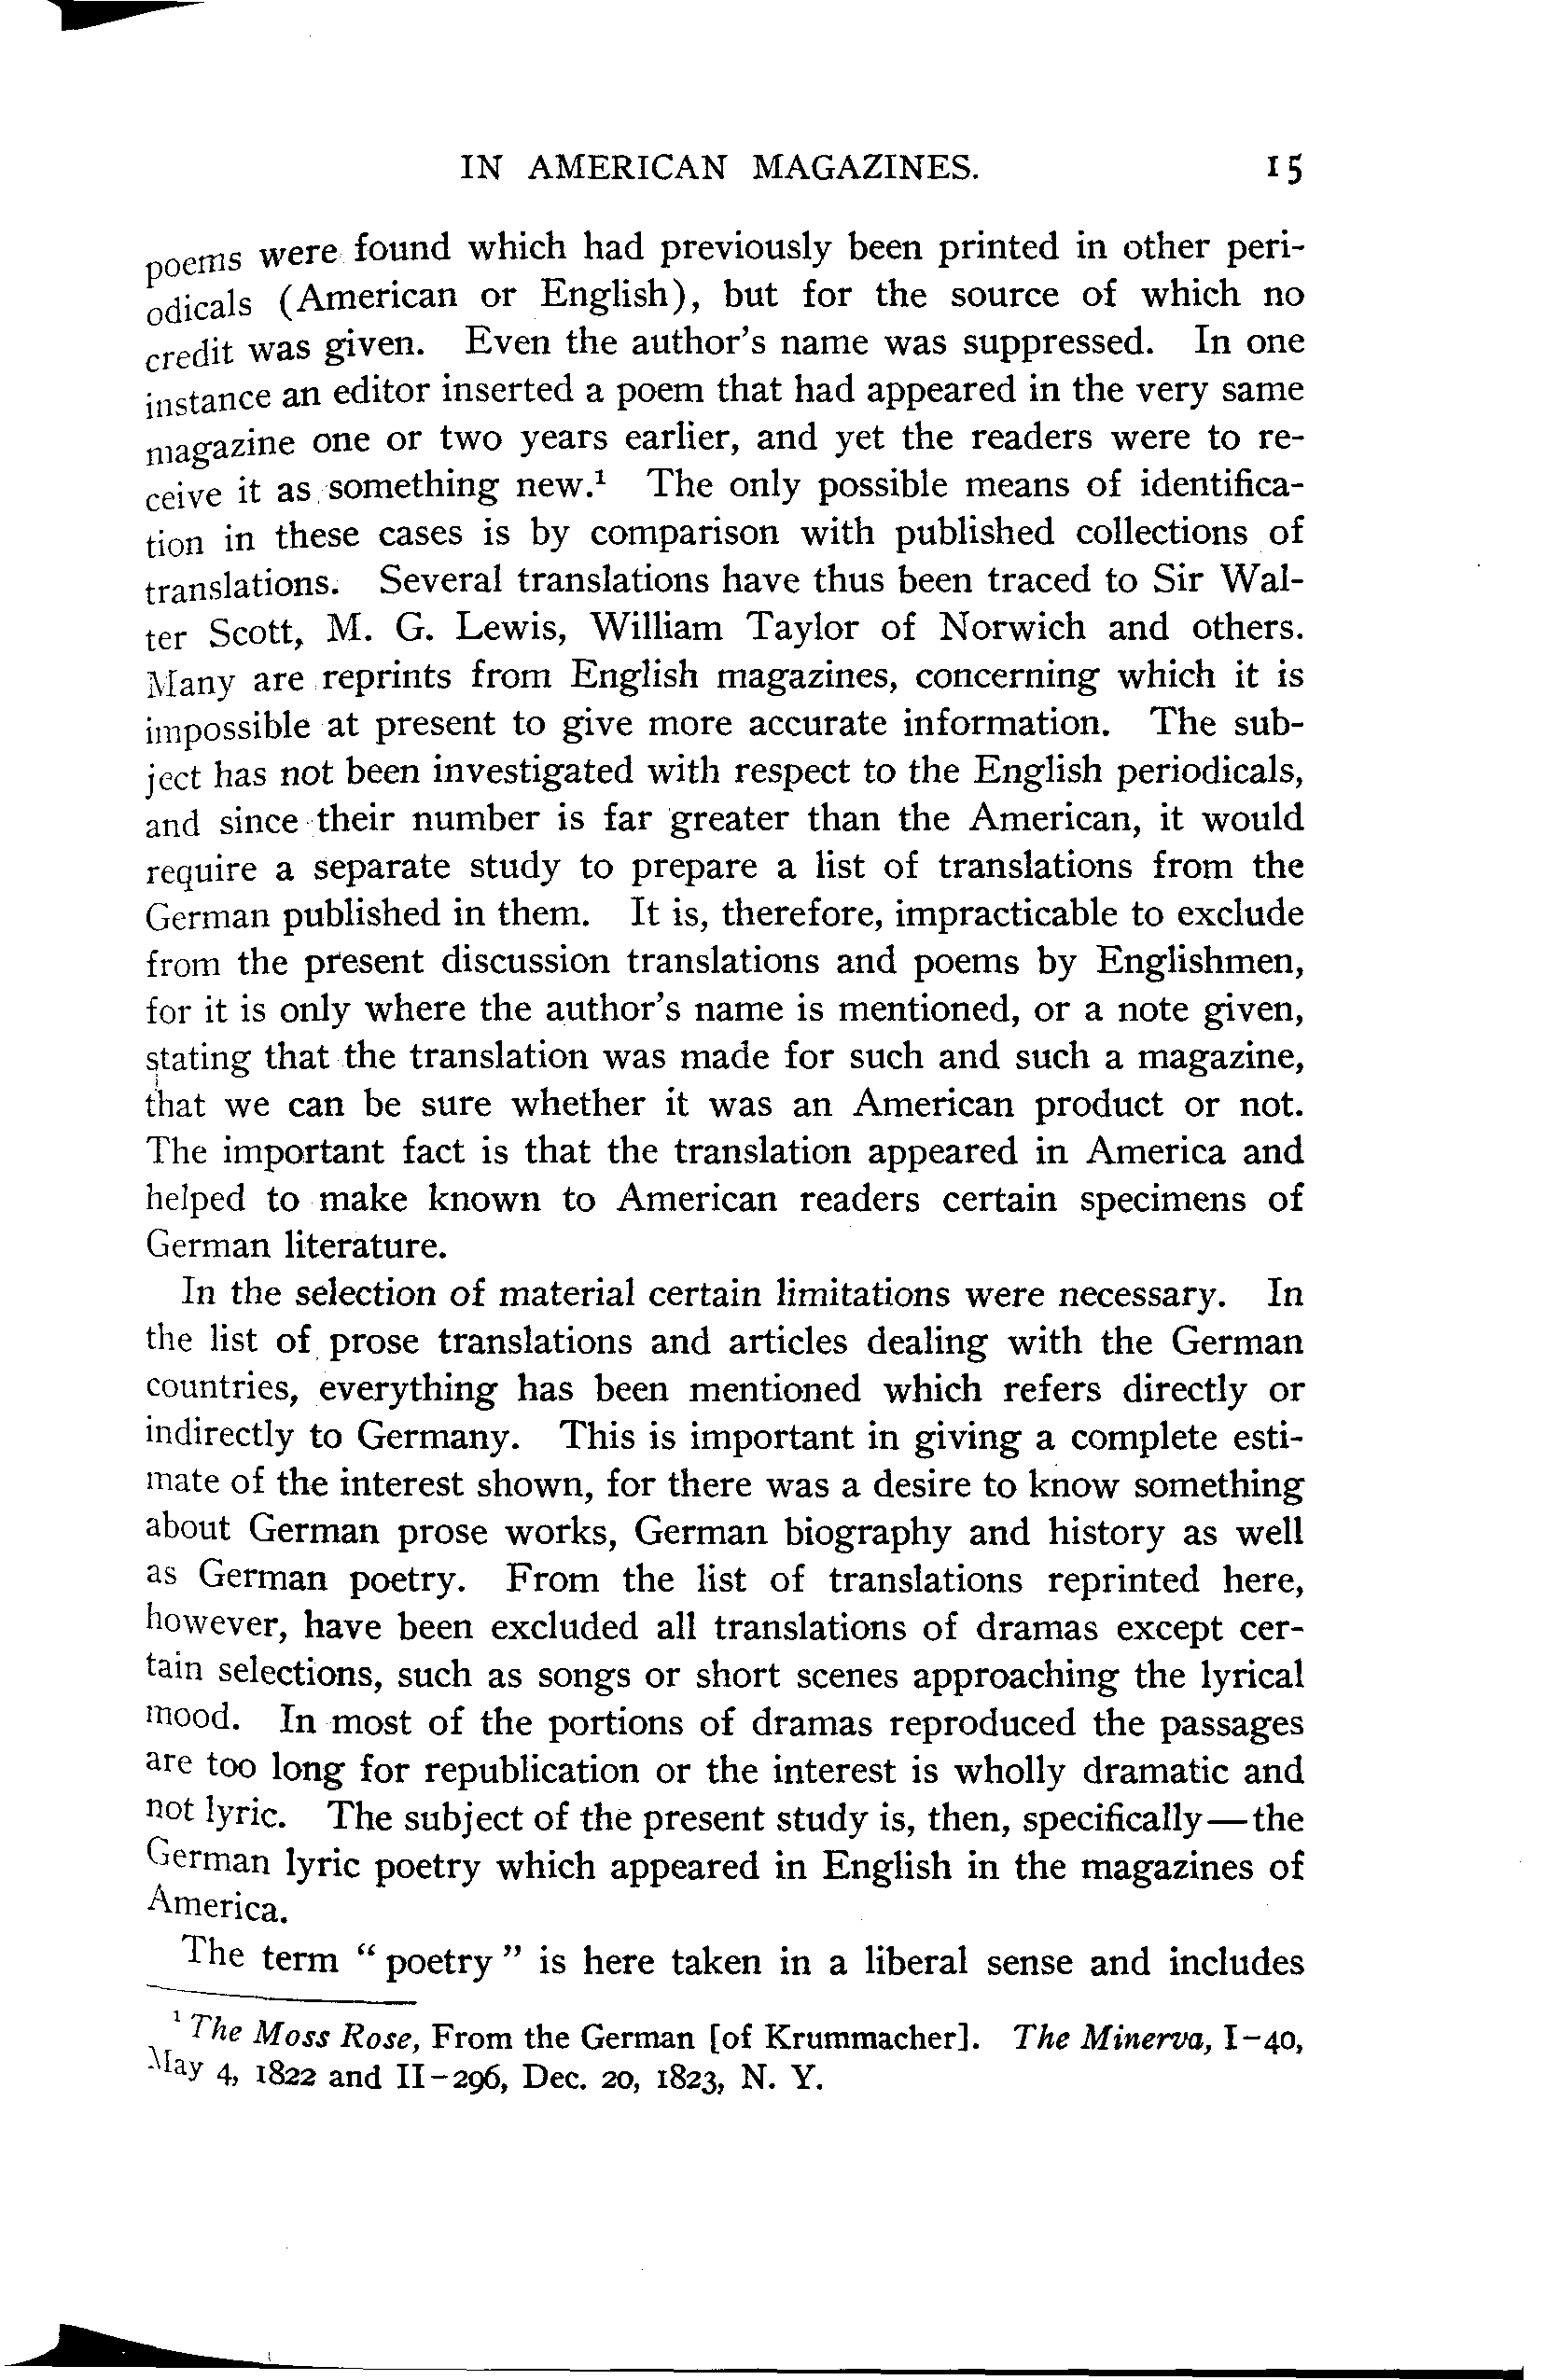 IN AMERICAN MAGAZINES. 15
poems were found which had previously been printed in other peri-
odicals (American or English), but for the source of which no
credit was given. Even the author's name was suppressed. In one
instance an editor inserted a poem that had appeared in the very same
magazine one or two years earlier, and yet the readers were to re-
ceive it as something new.¹ The only possible means of identifica-
tion in these cases is by comparison with published collections of
translations. Several translations have thus been traced to Sir Wal-
ter Scott, M. G. Lewis, William Taylor of Norwich and others.
Many are reprints from English magazines, concerning which it is
impossible at present to give more accurate information. The sub-
ject has not been investigated with respect to the English periodicals,
and since their number is far greater than the American, it would
require a separate study to prepare a list of translations from the
German published in them. It is, therefore, impracticable to exclude
from the present discussion translations and poems by Englishmen,
for it is only where the author's name is mentioned, or a note given,
stating that the translation was made for such and such a magazine,
that we can be sure whether it was an American product or not.
The important fact is that the translation appeared in America and
helped to make known to American readers certain specimens of
German literature.
In the selection of material certain limitations were necessary. In
the list of prose translations and articles dealing with the German
countries, everything has been mentioned which refers directly or
indirectly to Germany. This is important in giving a complete esti-
mate of the interest shown, for there was a desire to know something
about German prose works, German biography and history as well
as German poetry. From the list of translations reprinted here,
however, have been excluded all translations of dramas except cer-
tain selections, such as songs or short scenes approaching the lyrical
mood. In most of the portions of dramas reproduced the passages
are too long for republication or the interest is wholly dramatic and
not lyric. The subject of the present study is, then, specifically—the
German lyric poetry which appeared in English in the magazines of
America.
The term "poetry" is here taken in a liberal sense and includes
¹ The Moss Rose, From the German [of Krummacher]. The Minerva, I-40,
May 4, 1822 and II-296, Dec. 20, 1823, N. Y.